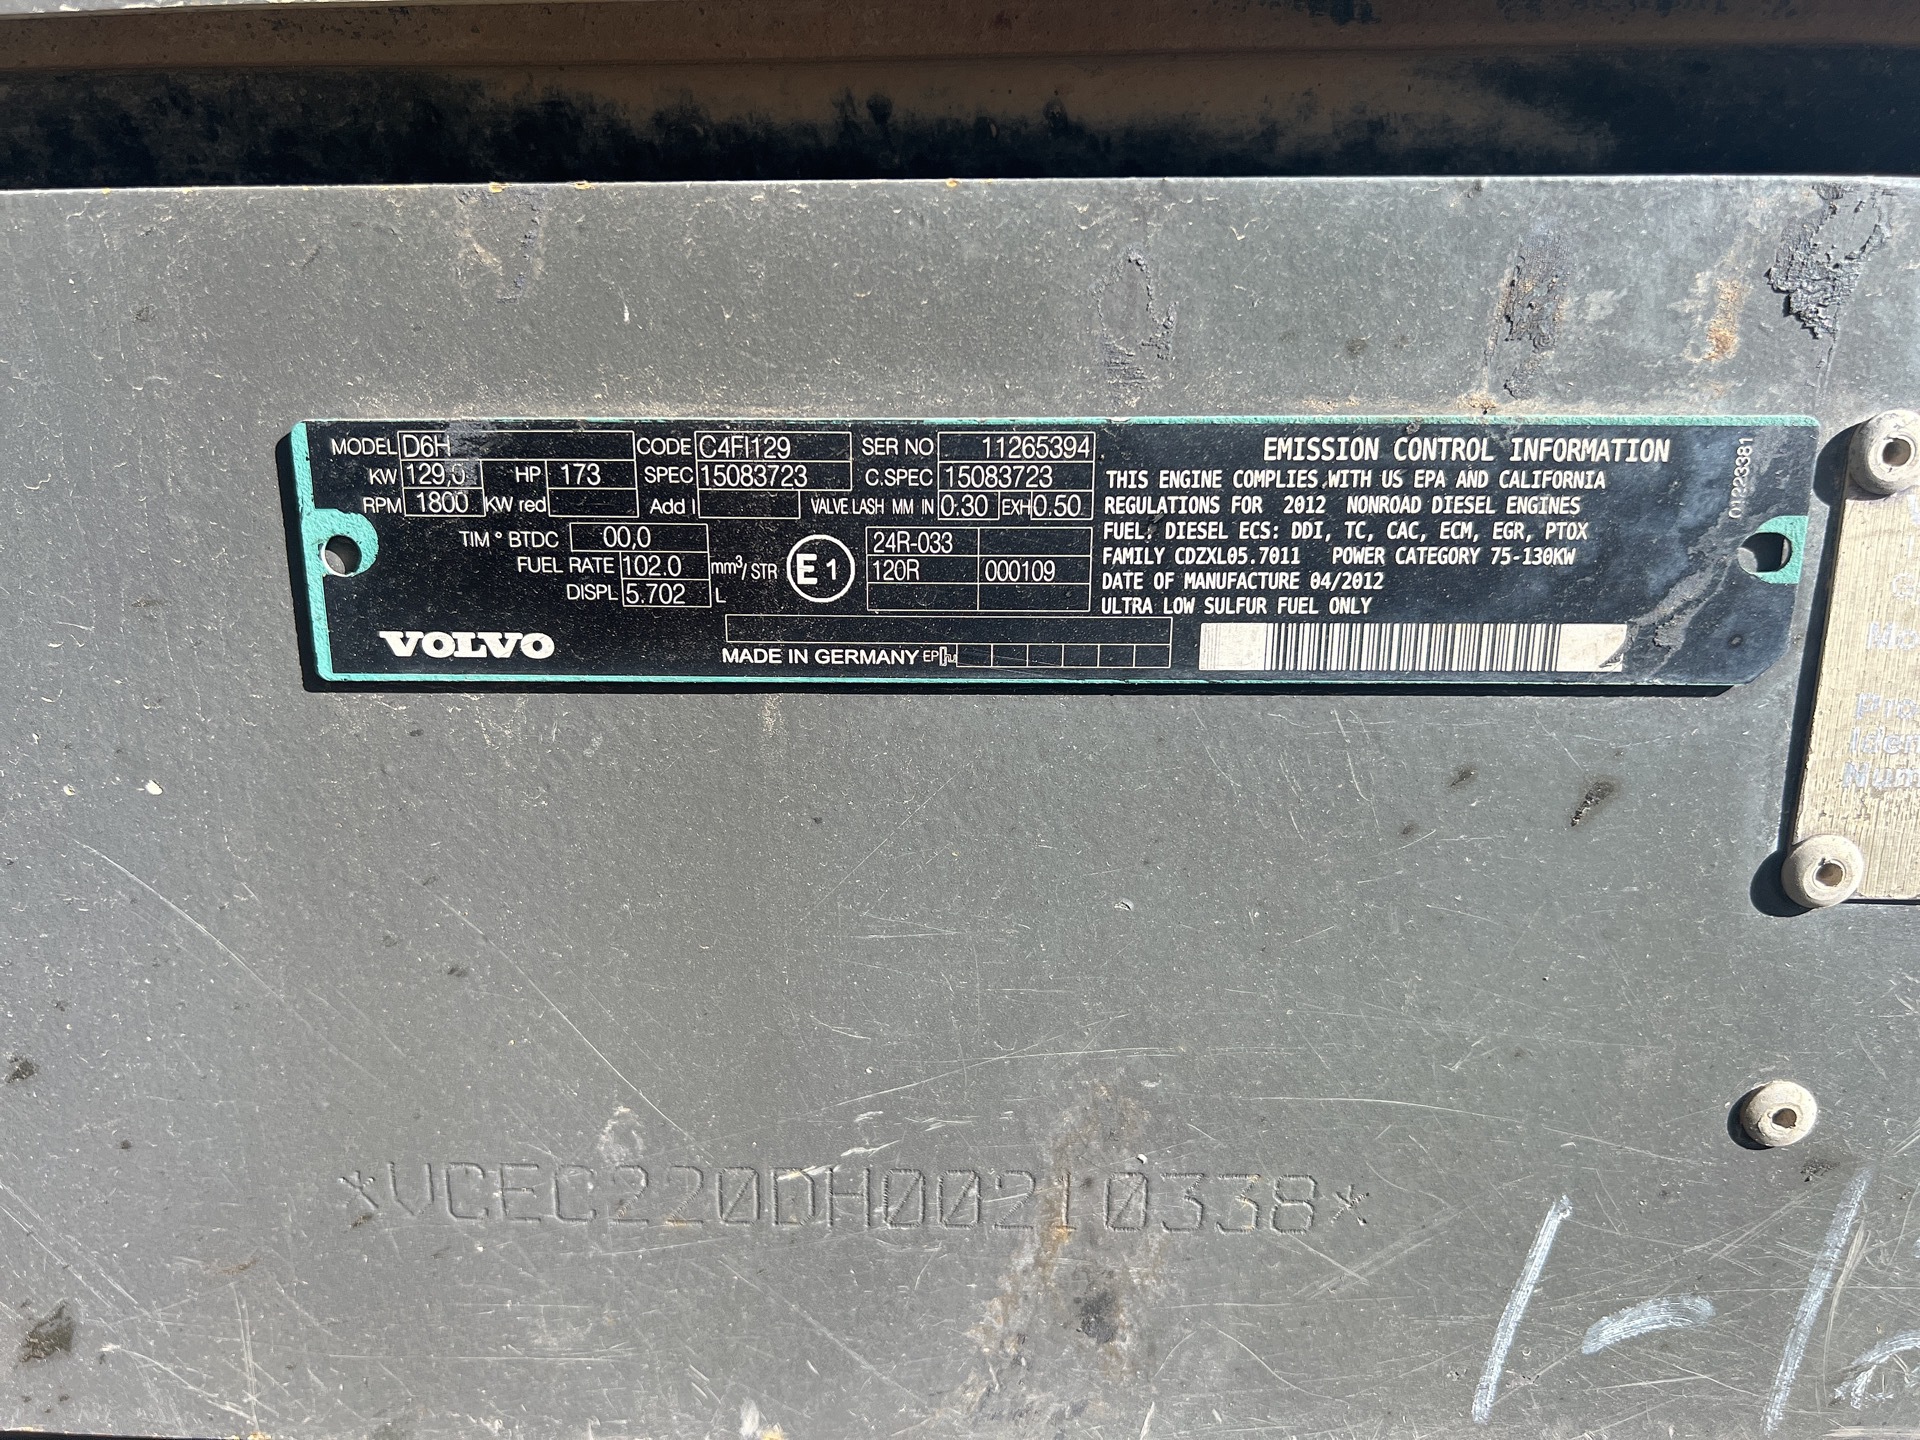 MODEL D6H CODE C4FI129 SER NO 11265394
KW 129,0 HP 173 SPEC 15083723 C.SPEC 15083723
RPM 1800 KW red Add I VALVE LASH MM IN 0.30 EXH 0.50
TIM ° BTDC 00,0
FUEL RATE 102.0 mm³/STR
DISPL 5.702 L
E1
24R-033
120R 000109
VOLVO
MADE IN GERMANY EP
EMISSION CONTROL INFORMATION
THIS ENGINE COMPLIES WITH US EPA AND CALIFORNIA
REGULATIONS FOR 2012 NONROAD DIESEL ENGINES
FUEL: DIESEL ECS: DDI, TC, CAC, ECM, EGR, PTOX
FAMILY CDZXL05.7011 POWER CATEGORY 75-130KW
DATE OF MANUFACTURE 04/2012
ULTRA LOW SULFUR FUEL ONLY
01223381
*VCEC220DH00210338*